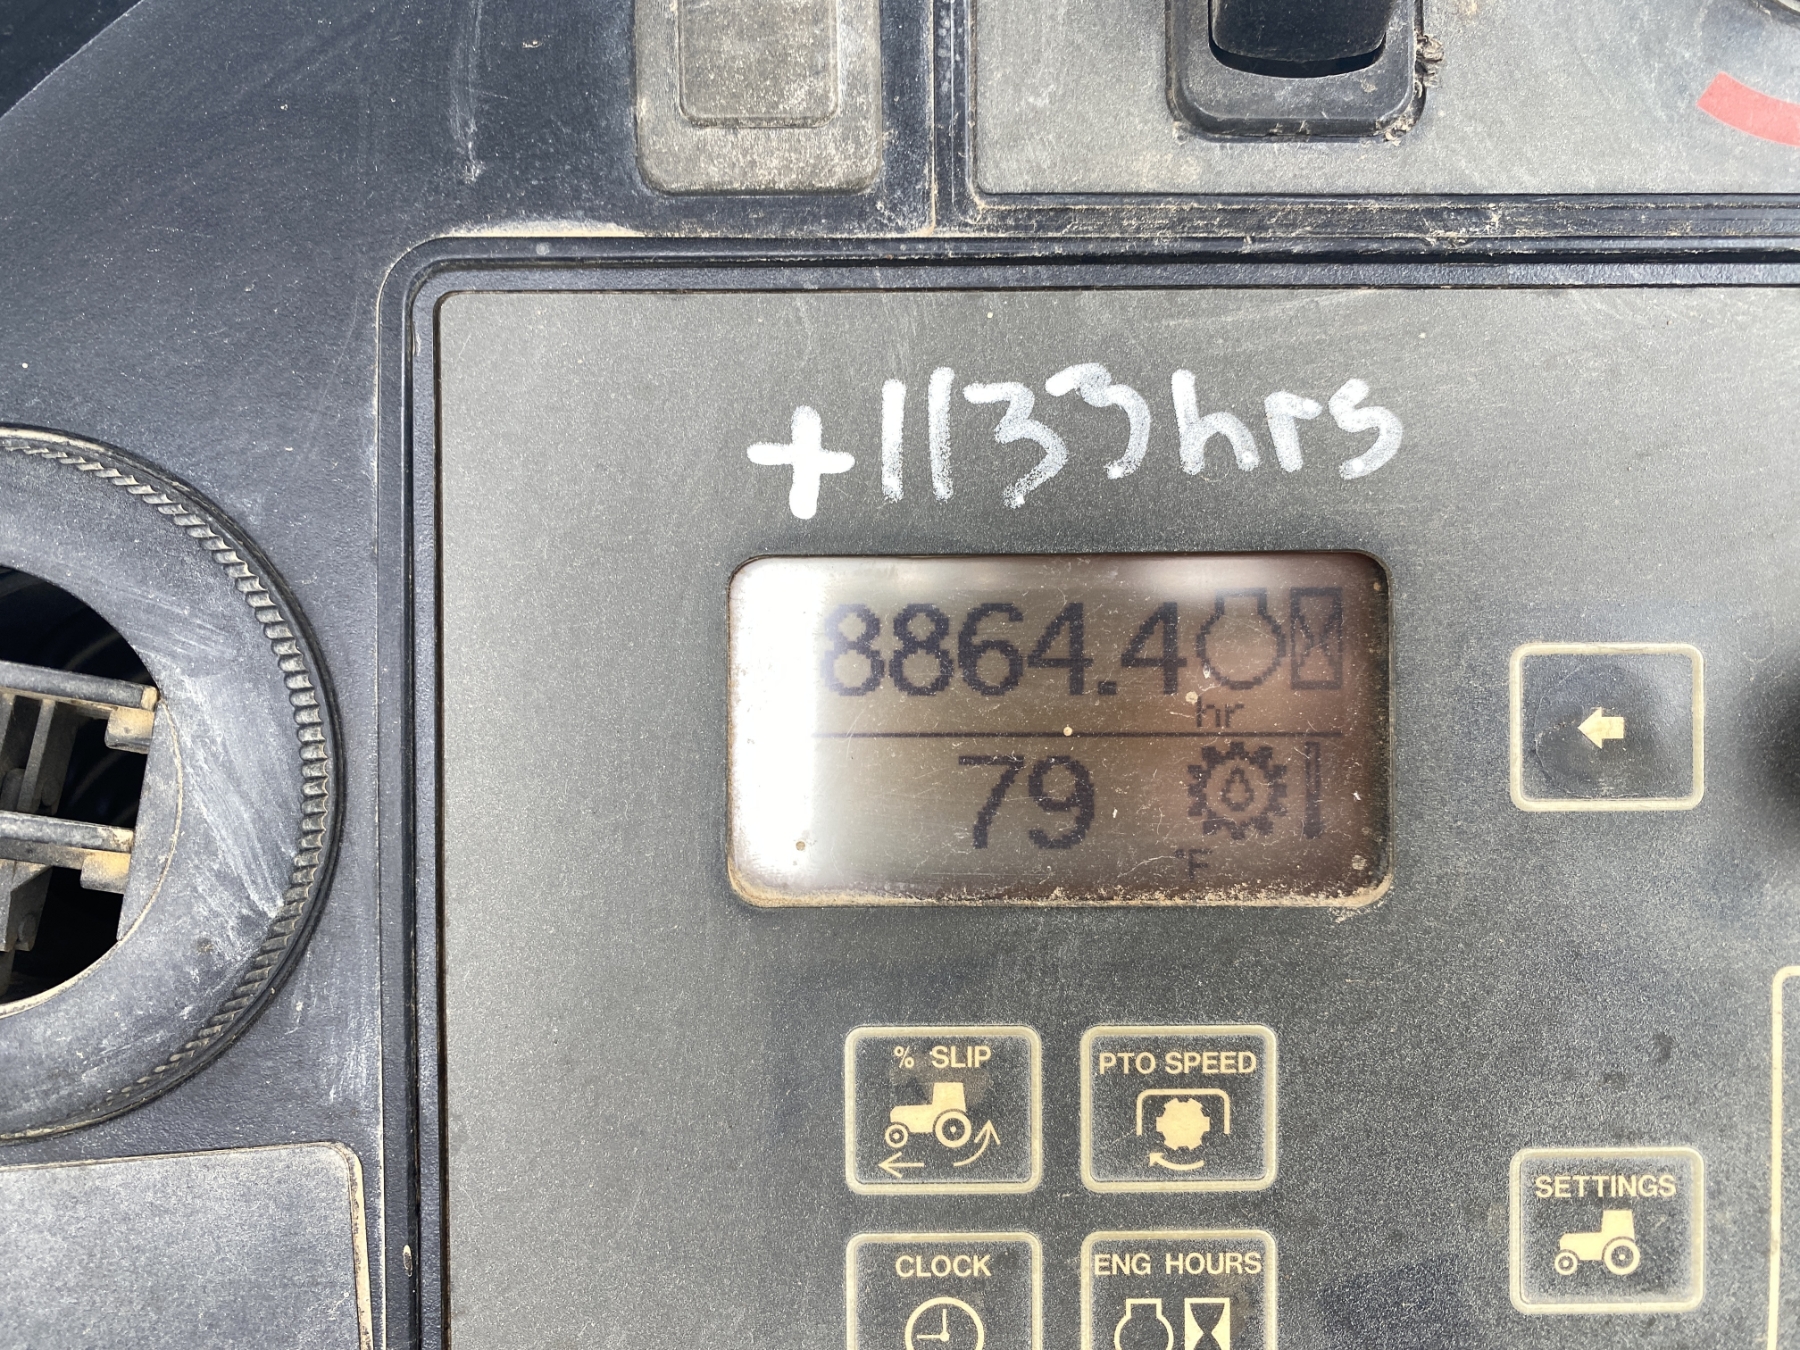 +1133hrs
8864.4
hr
79
°F
% SLIP
PTO SPEED
SETTINGS
CLOCK
ENG HOURS